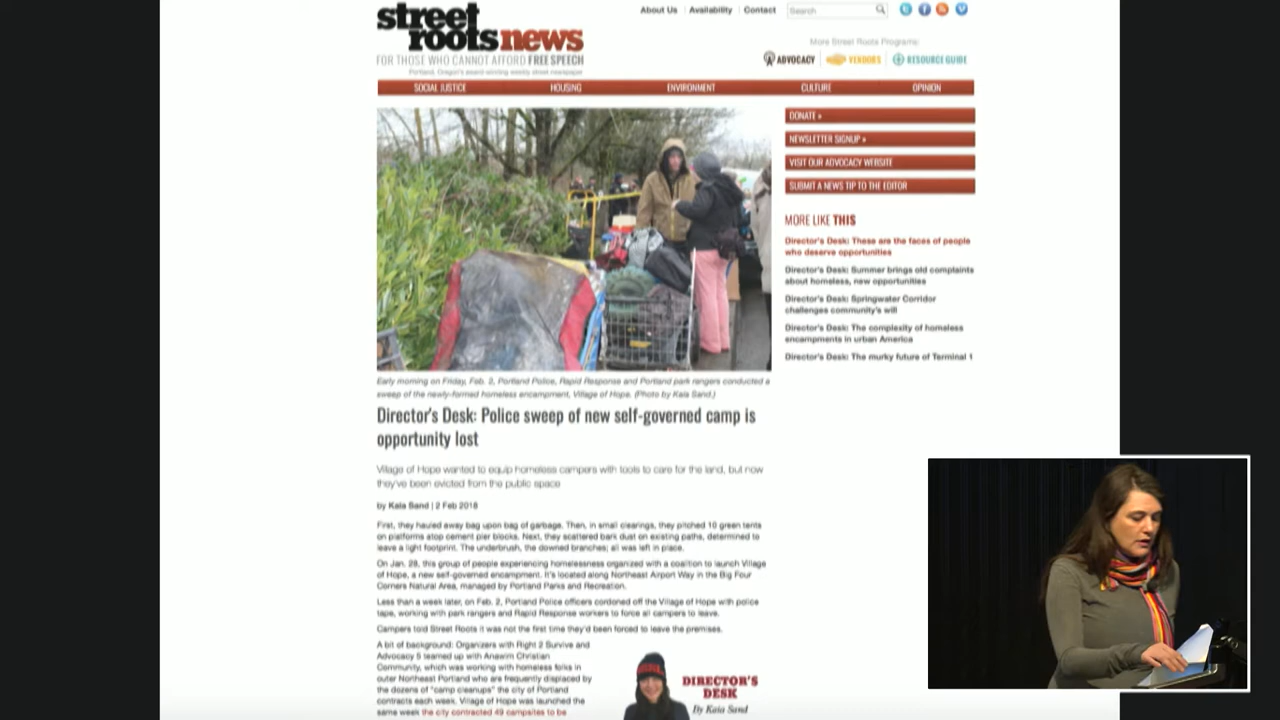 street
rootsnews
FOR THOSE WHO CANNOT AFFORD FREE SPEECH
Portland, Oregon's award-winning weekly street newspaper
About Us Availability Contact
Search
More Street Roots Programs:
ADVOCACY VENDORS RESOURCE GUIDE
SOCIAL JUSTICE HOUSING ENVIRONMENT CULTURE OPINION
DONATE »
NEWSLETTER SIGNUP »
VISIT OUR ADVOCACY WEBSITE
SUBMIT A NEWS TIP TO THE EDITOR
MORE LIKE THIS
Director's Desk: These are the faces of people
who deserve opportunities
Director's Desk: Summer brings old complaints
about homeless, new opportunities
Director's Desk: Springwater Corridor
challenges community's will
Director's Desk: The complexity of homeless
encampments in urban America
Director's Desk: The murky future of Terminal 1
Early morning on Friday, Feb. 2, Portland Police, Rapid Response and Portland park rangers conducted a
sweep of the newly-formed homeless encampment, Village of Hope. (Photo by Kaia Sand.)
Director's Desk: Police sweep of new self-governed camp is
opportunity lost
Village of Hope wanted to equip homeless campers with tools to care for the land, but now
they've been evicted from the public space
by Kaia Sand | 2 Feb 2018
First, they hauled away bag upon bag of garbage. Then, in small clearings, they pitched 10 green tents
on platforms atop cement pier blocks. Next, they scattered bark dust on existing paths, determined to
leave a light footprint. The underbrush, the downed branches; all was left in place.
On Jan. 28, this group of people experiencing homelessness organized with a coalition to launch Village
of Hope, a new self-governed encampment. It's located along Northeast Airport Way in the Big Four
Corners Natural Area, managed by Portland Parks and Recreation.
Less than a week later, on Feb. 2, Portland Police officers cordoned off the Village of Hope with police
tape, working with park rangers and Rapid Response workers to force all campers to leave.
Campers told Street Roots it was not the first time they'd been forced to leave the premises.
A bit of background: Organizers with Right 2 Survive and
Advocacy 5 teamed up with Anawim Christian
Community, which was working with homeless folks in
outer Northeast Portland who are frequently displaced by
the dozens of "camp cleanups" the city of Portland
contracts each week. Village of Hope was launched the
same week the city contracted 49 campsites to be
DIRECTOR'S
DESK
By Kaia Sand